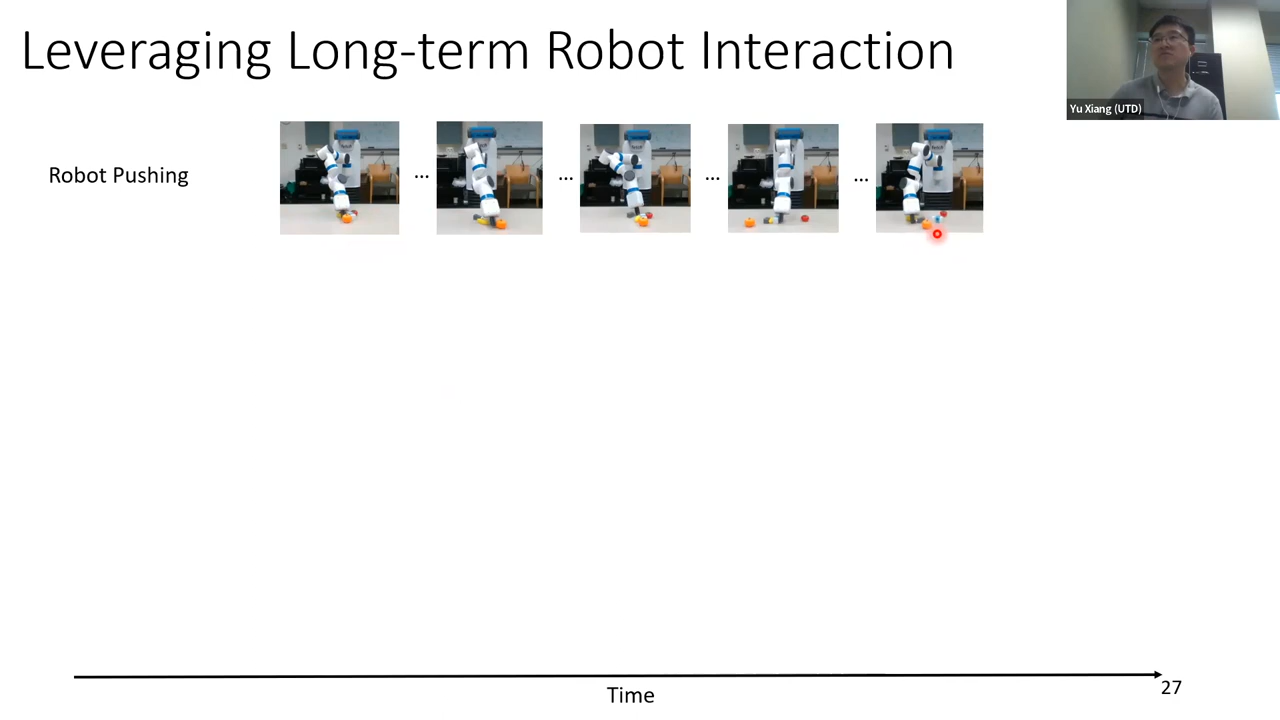 Leveraging Long-term Robot Interaction
Yu Xiang (UTD)
Robot Pushing
... ... ... ...
Time
27